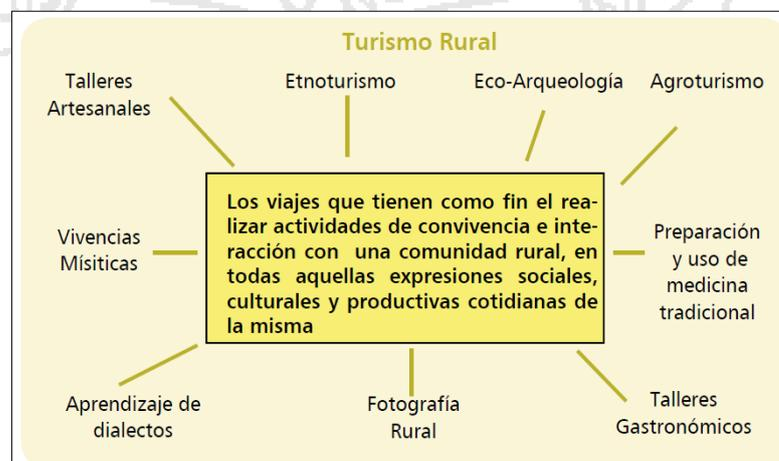 Turismo Rural
Talleres
Artesanales
Etnoturismo
Eco-Arqueología
Agroturismo
Los viajes que tienen como fin el rea-
lizar actividades de convivencia e inte-
racción con una comunidad rural, en
todas aquellas expresiones sociales,
culturales y productivas cotidianas de
la misma
Vivencias
Mísiticas
Preparación
y uso de
medicina
tradicional
Aprendizaje de
dialectos
Fotografía
Rural
Talleres
Gastronómicos